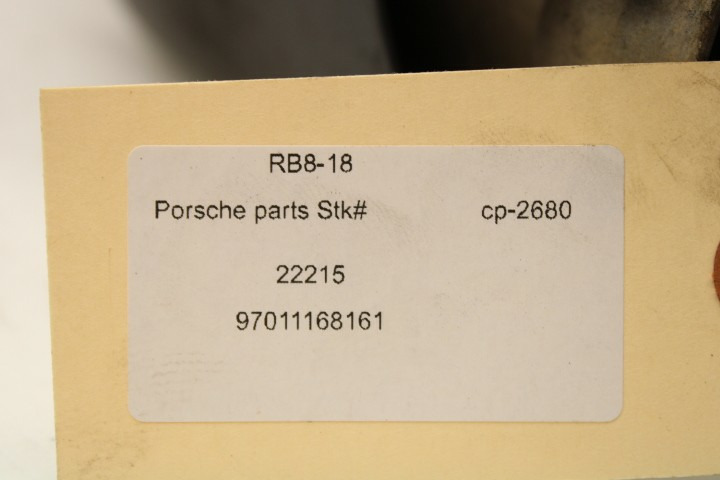 RB8-18
Porsche parts Stk# cp-2680
22215
97011168161